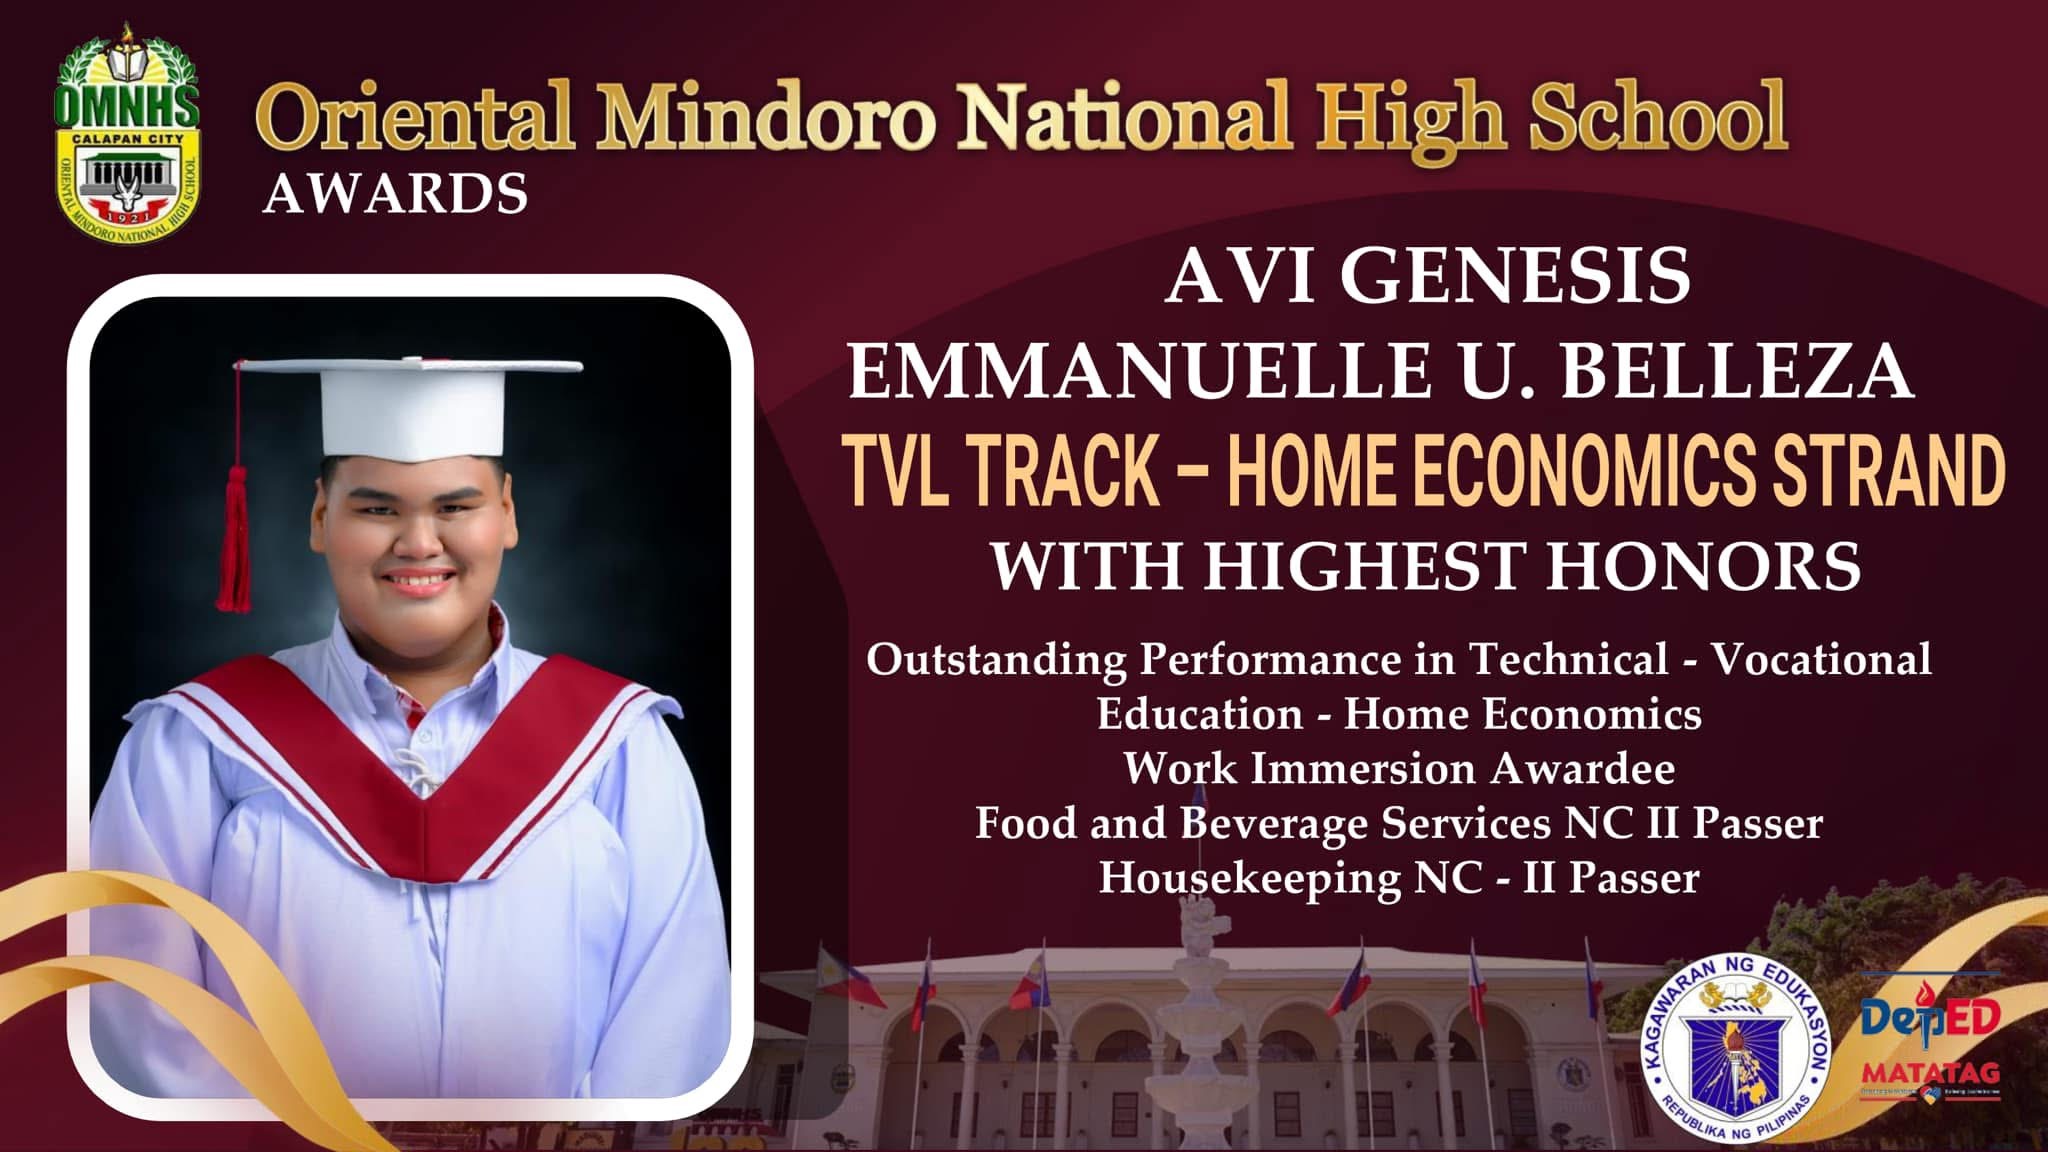 OMNHS
CALAPAN CITY
ORIENTAL MINDORO NATIONAL HIGH SCHOOL
1921
Oriental Mindoro National High School
AWARDS
AVI GENESIS
EMMANUELLE U. BELLEZA
TVL TRACK – HOME ECONOMICS STRAND
WITH HIGHEST HONORS
Outstanding Performance in Technical - Vocational
Education - Home Economics
Work Immersion Awardee
Food and Beverage Services NC II Passer
Housekeeping NC - II Passer
KAGAWARAN NG EDUKASYON
REPUBLIKA NG PILIPINAS
DepED
MATATAG